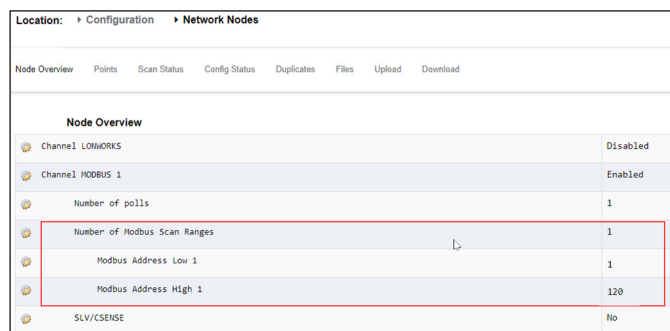 Location: Configuration Network Nodes
Node Overview Points Scan Status Config Status Duplicates Files Upload Download
Node Overview
Channel LONWORKS Disabled
Channel MODBUS 1 Enabled
Number of polls 1
Number of Modbus Scan Ranges 1
Modbus Address Low 1 1
Modbus Address High 1 120
SLV/CSENSE No